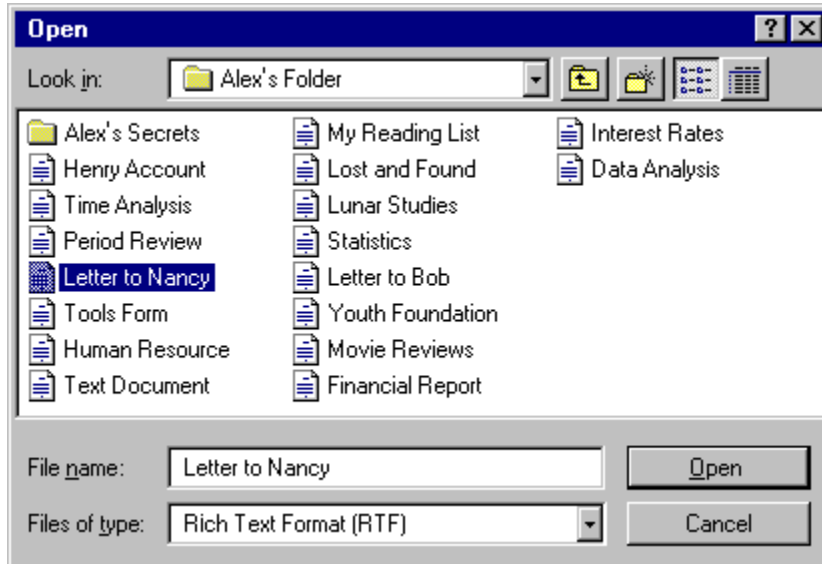 Open
Look in: Alex's Folder
Alex's Secrets My Reading List Interest Rates
Henry Account Lost and Found Data Analysis
Time Analysis Lunar Studies
Period Review Statistics
Letter to Nancy Letter to Bob
Tools Form Youth Foundation
Human Resource Movie Reviews
Text Document Financial Report
File name: Letter to Nancy Open
Files of type: Rich Text Format (RTF) Cancel